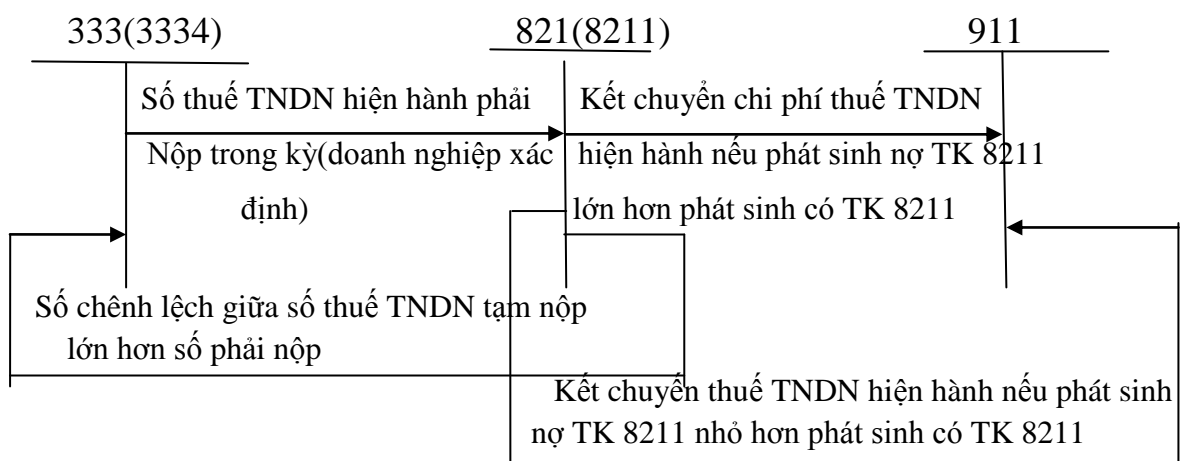 333(3334) 821(8211) 911
Số thuế TNDN hiện hành phải
Nộp trong kỳ(doanh nghiệp xác
định)
Kết chuyển chi phí thuế TNDN
hiện hành nếu phát sinh nợ TK 8211
lớn hơn phát sinh có TK 8211
Số chênh lệch giữa số thuế TNDN tạm nộp
lớn hơn số phải nộp
Kết chuyển thuế TNDN hiện hành nếu phát sinh
nợ TK 8211 nhỏ hơn phát sinh có TK 8211